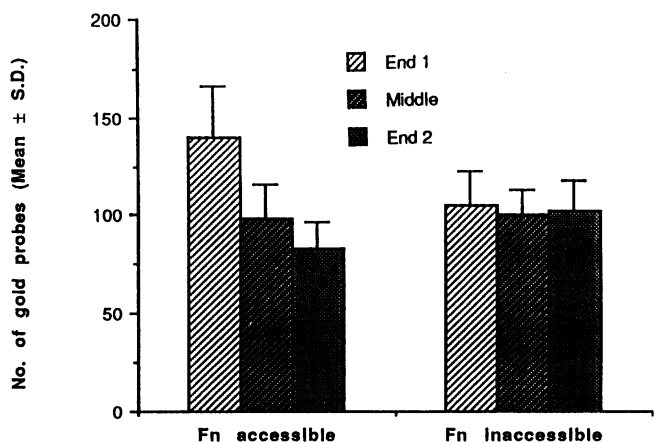 No. of gold probes (Mean ± S.D.)
200
150
100
50
0
End 1
Middle
End 2
Fn accessible
Fn inaccessible